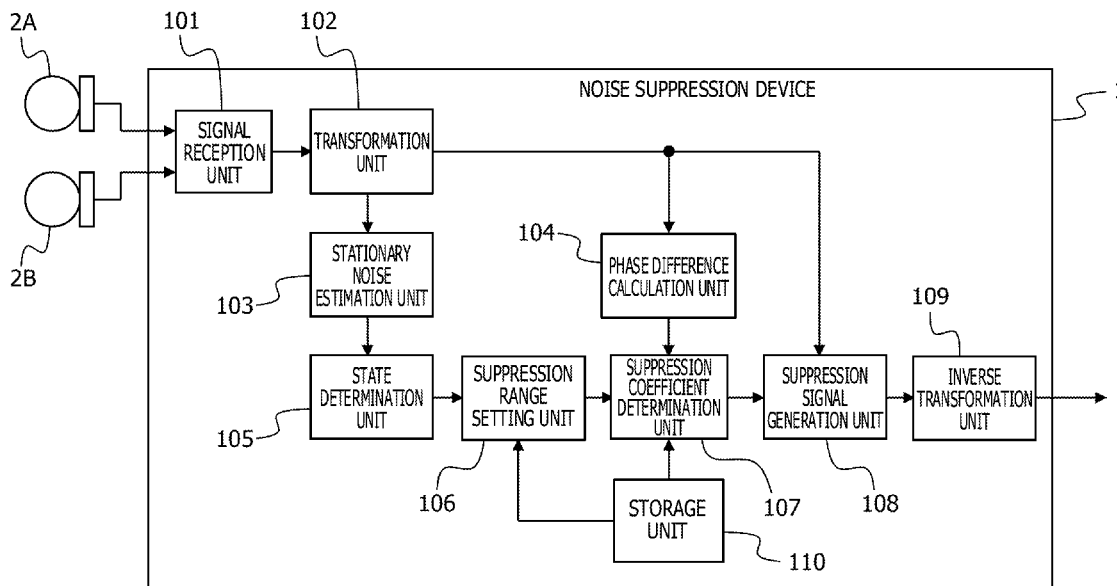 2A
101
102
NOISE SUPPRESSION DEVICE
SIGNAL
RECEPTION
UNIT
TRANSFORMATION
UNIT
2B
103
STATIONARY
NOISE
ESTIMATION UNIT
104
PHASE DIFFERENCE
CALCULATION UNIT
109
105
STATE
DETERMINATION
UNIT
SUPPRESSION
RANGE
SETTING UNIT
SUPPRESSION
COEFFICIENT
DETERMINATION
UNIT
SUPPRESSION
SIGNAL
GENERATION UNIT
INVERSE
TRANSFORMATION
UNIT
106
107
108
STORAGE
UNIT
110